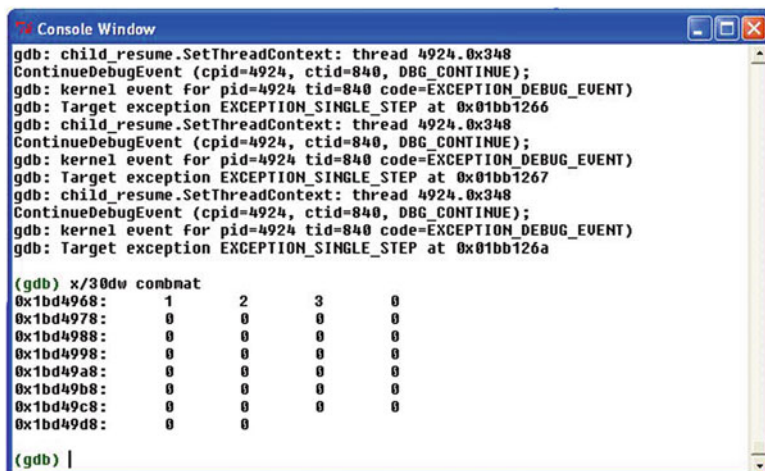 Console Window
gdb: child_resume.SetThreadContext: thread 4924.0x348
ContinueDebugEvent (cpid=4924, ctid=840, DBG_CONTINUE);
gdb: kernel event for pid=4924 tid=840 code=EXCEPTION_DEBUG_EVENT)
gdb: Target exception EXCEPTION_SINGLE_STEP at 0x01bb1266
gdb: child_resume.SetThreadContext: thread 4924.0x348
ContinueDebugEvent (cpid=4924, ctid=840, DBG_CONTINUE);
gdb: kernel event for pid=4924 tid=840 code=EXCEPTION_DEBUG_EVENT)
gdb: Target exception EXCEPTION_SINGLE_STEP at 0x01bb1267
gdb: child_resume.SetThreadContext: thread 4924.0x348
ContinueDebugEvent (cpid=4924, ctid=840, DBG_CONTINUE);
gdb: kernel event for pid=4924 tid=840 code=EXCEPTION_DEBUG_EVENT)
gdb: Target exception EXCEPTION_SINGLE_STEP at 0x01bb126a
(gdb) x/30dw combmat
0x1bd4968: 1 2 3 0
0x1bd4978: 0 0 0 0
0x1bd4988: 0 0 0 0
0x1bd4998: 0 0 0 0
0x1bd49a8: 0 0 0 0
0x1bd49b8: 0 0 0 0
0x1bd49c8: 0 0 0 0
0x1bd49d8: 0 0
(gdb)